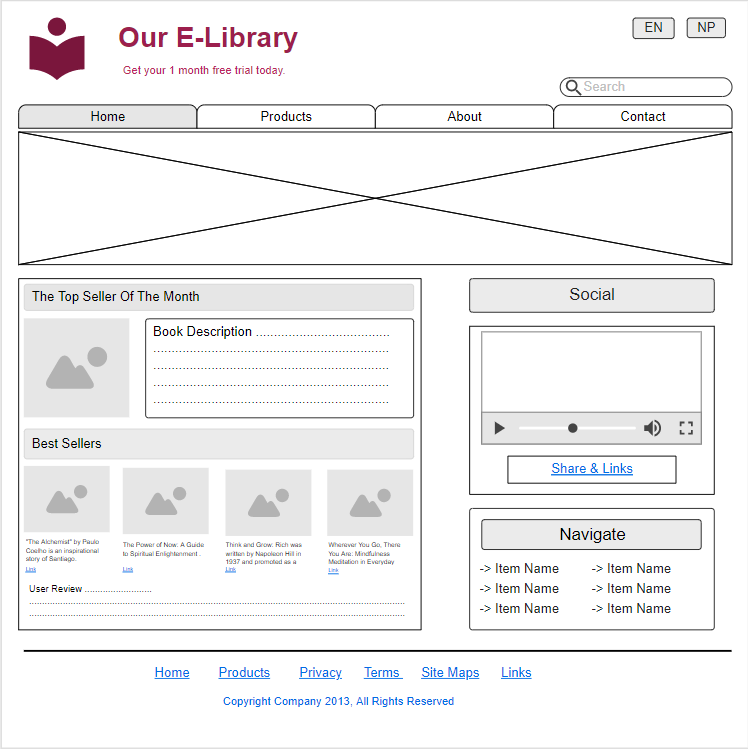 Our E-Library
Get your 1 month free trial today.
EN
NP
Search
Home
Products
About
Contact
The Top Seller Of The Month
Book Description ......................................
Best Sellers
"The Alchemist" by Paulo
Coelho is an inspirational
story of Santiago.
Link
The Power of Now: A Guide
to Spiritual Enlightenment .
Link
Think and Grow: Rich was
written by Napoleon Hill in
1937 and promoted as a
Link
Wherever You Go, There
You Are: Mindfulness
Meditation in Everyday
Link
User Review ..........................
Social
Share & Links
Navigate
-> Item Name
-> Item Name
-> Item Name
-> Item Name
-> Item Name
-> Item Name
Home
Products
Privacy
Terms
Site Maps
Links
Copyright Company 2013, All Rights Reserved